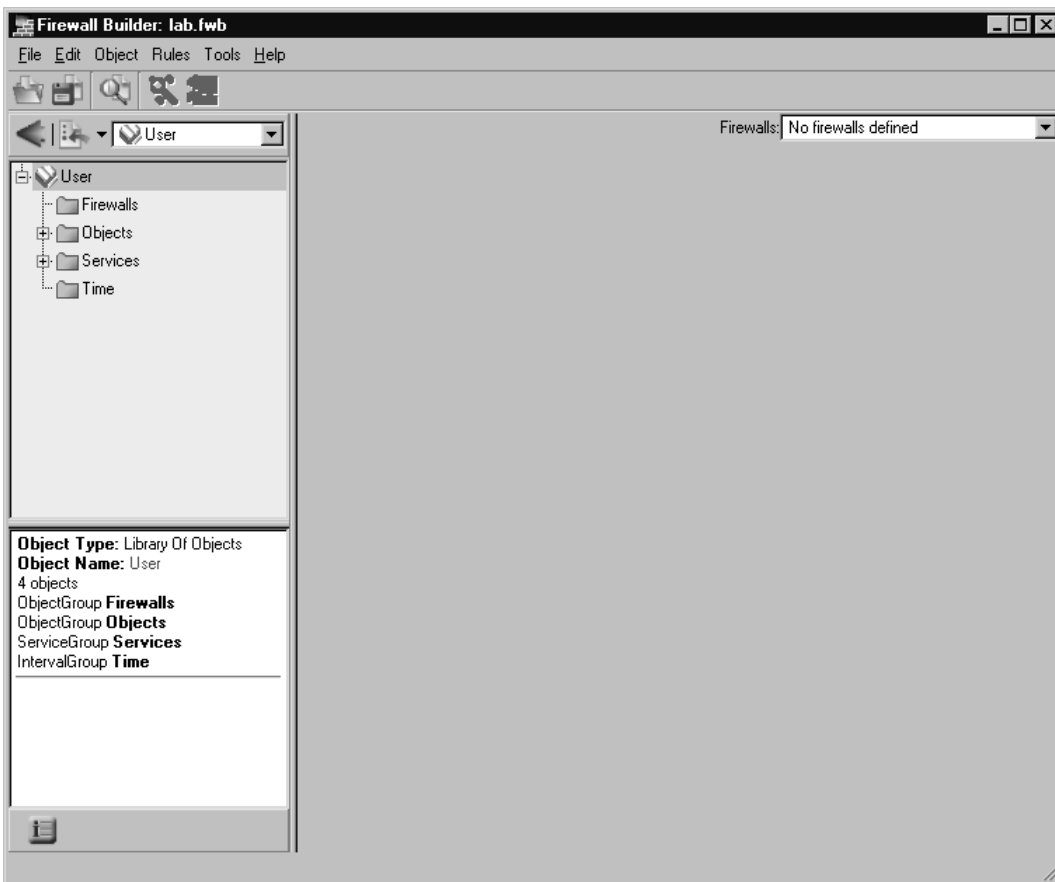 Firewall Builder: lab.fwb
File Edit Object Rules Tools Help
User
Firewalls: No firewalls defined
User
Firewalls
Objects
Services
Time
Object Type: Library Of Objects
Object Name: User
4 objects
ObjectGroup Firewalls
ObjectGroup Objects
ServiceGroup Services
IntervalGroup Time
i